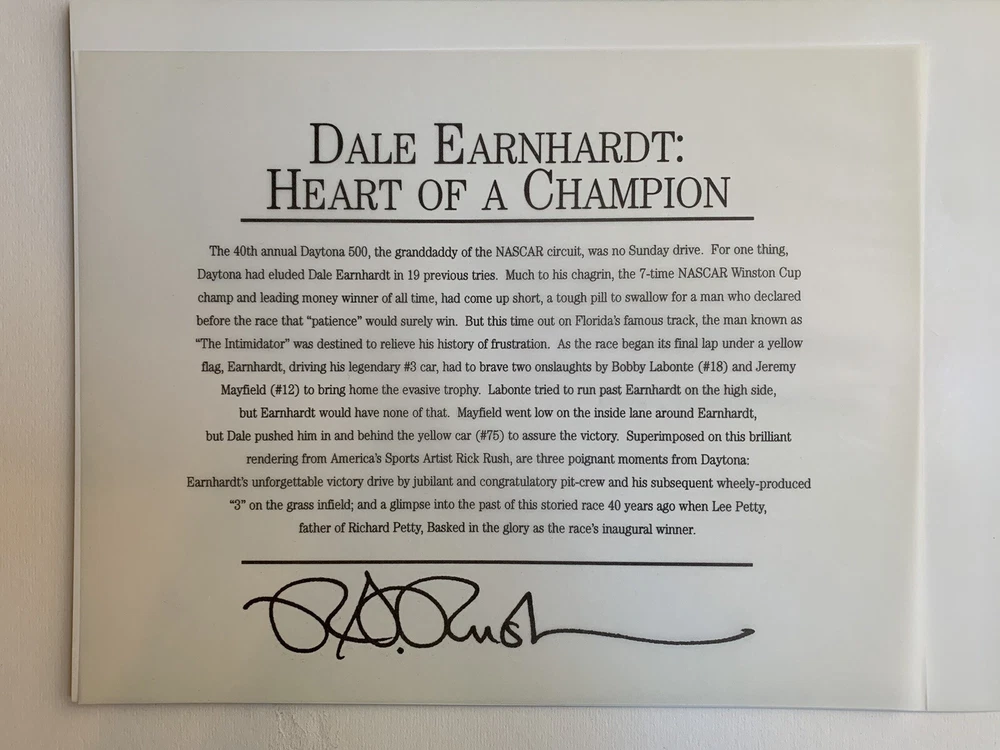 DALE EARNHARDT:
HEART OF A CHAMPION
The 40th annual Daytona 500, the granddaddy of the NASCAR circuit, was no Sunday drive. For one thing,
Daytona had eluded Dale Earnhardt in 19 previous tries. Much to his chagrin, the 7-time NASCAR Winston Cup
champ and leading money winner of all time, had come up short, a tough pill to swallow for a man who declared
before the race that “patience” would surely win. But this time out on Florida’s famous track, the man known as
“The Intimidator” was destined to relieve his history of frustration. As the race began its final lap under a yellow
flag, Earnhardt, driving his legendary #3 car, had to brave two onslaughts by Bobby Labonte (#18) and Jeremy
Mayfield (#12) to bring home the evasive trophy. Labonte tried to run past Earnhardt on the high side,
but Earnhardt would have none of that. Mayfield went low on the inside lane around Earnhardt,
but Dale pushed him in and behind the yellow car (#75) to assure the victory. Superimposed on this brilliant
rendering from America’s Sports Artist Rick Rush, are three poignant moments from Daytona:
Earnhardt’s unforgettable victory drive by jubilant and congratulatory pit-crew and his subsequent wheely-produced
“3” on the grass infield; and a glimpse into the past of this storied race 40 years ago when Lee Petty,
father of Richard Petty, Basked in the glory as the race’s inaugural winner.
Rush